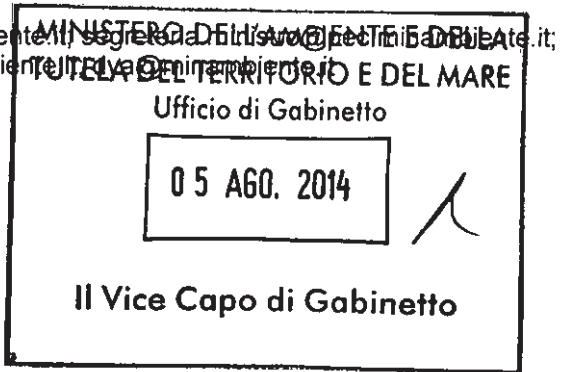 MINISTERO DELL'AMBIENTE E DELLA
TUTELA DEL TERRITORIO E DEL MARE
Ufficio di Gabinetto
05 AGO. 2014
Il Vice Capo di Gabinetto